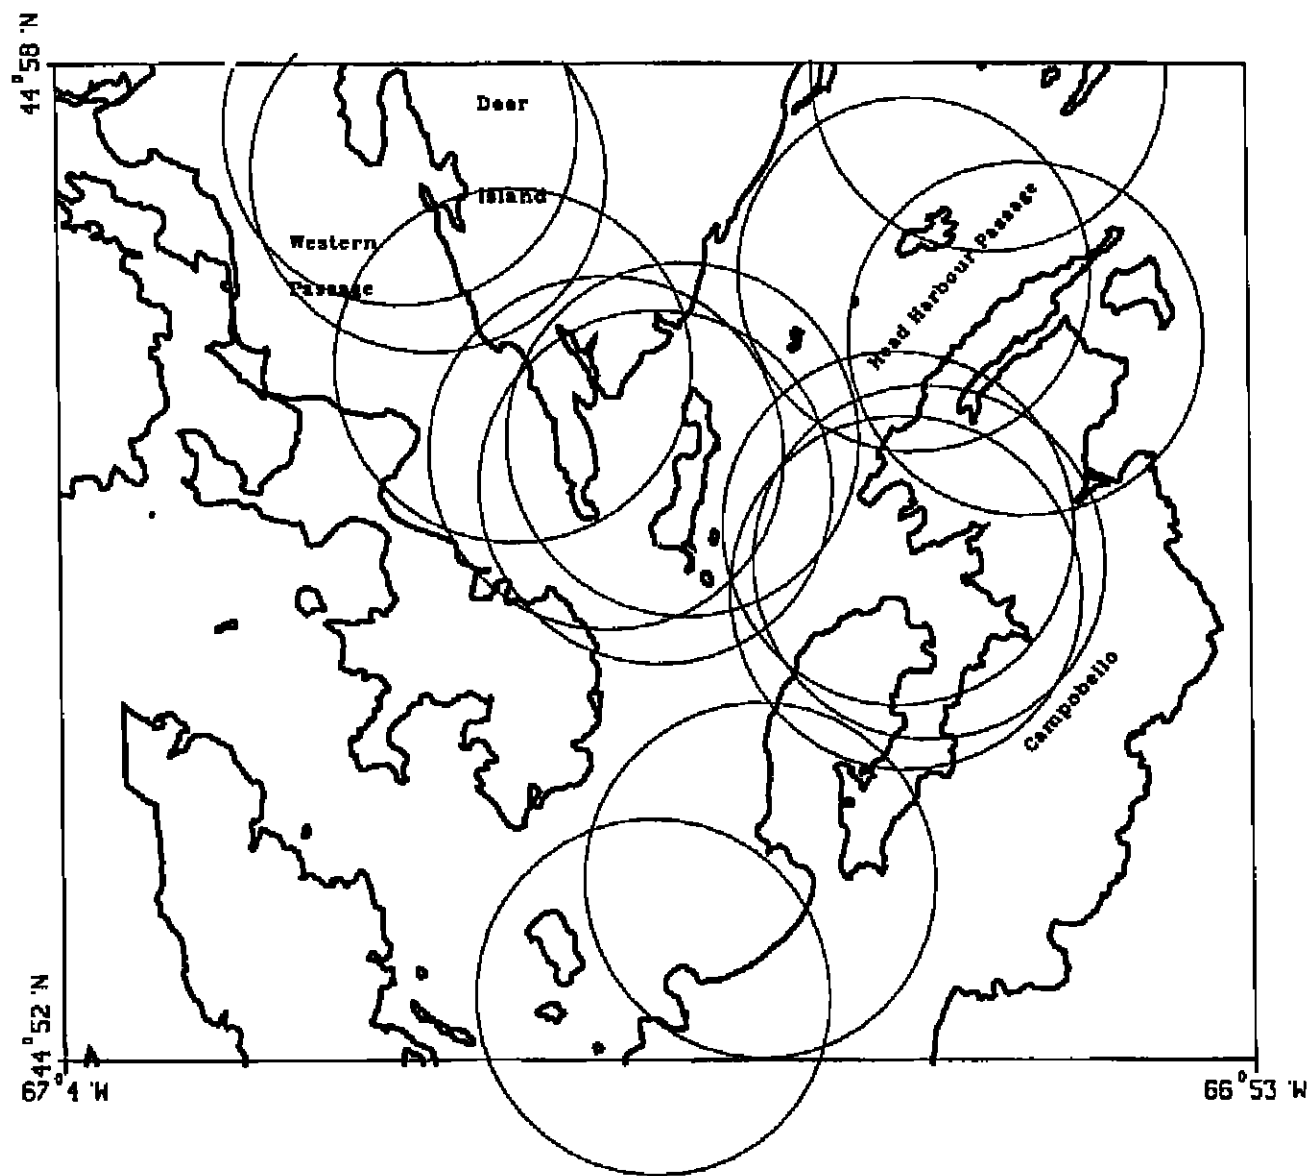 44°58 'N
Deer
Island
Western
Passage
Head Harbour Passage
Campobello
44°52 'N
A
67°4 'W
66°53 'W